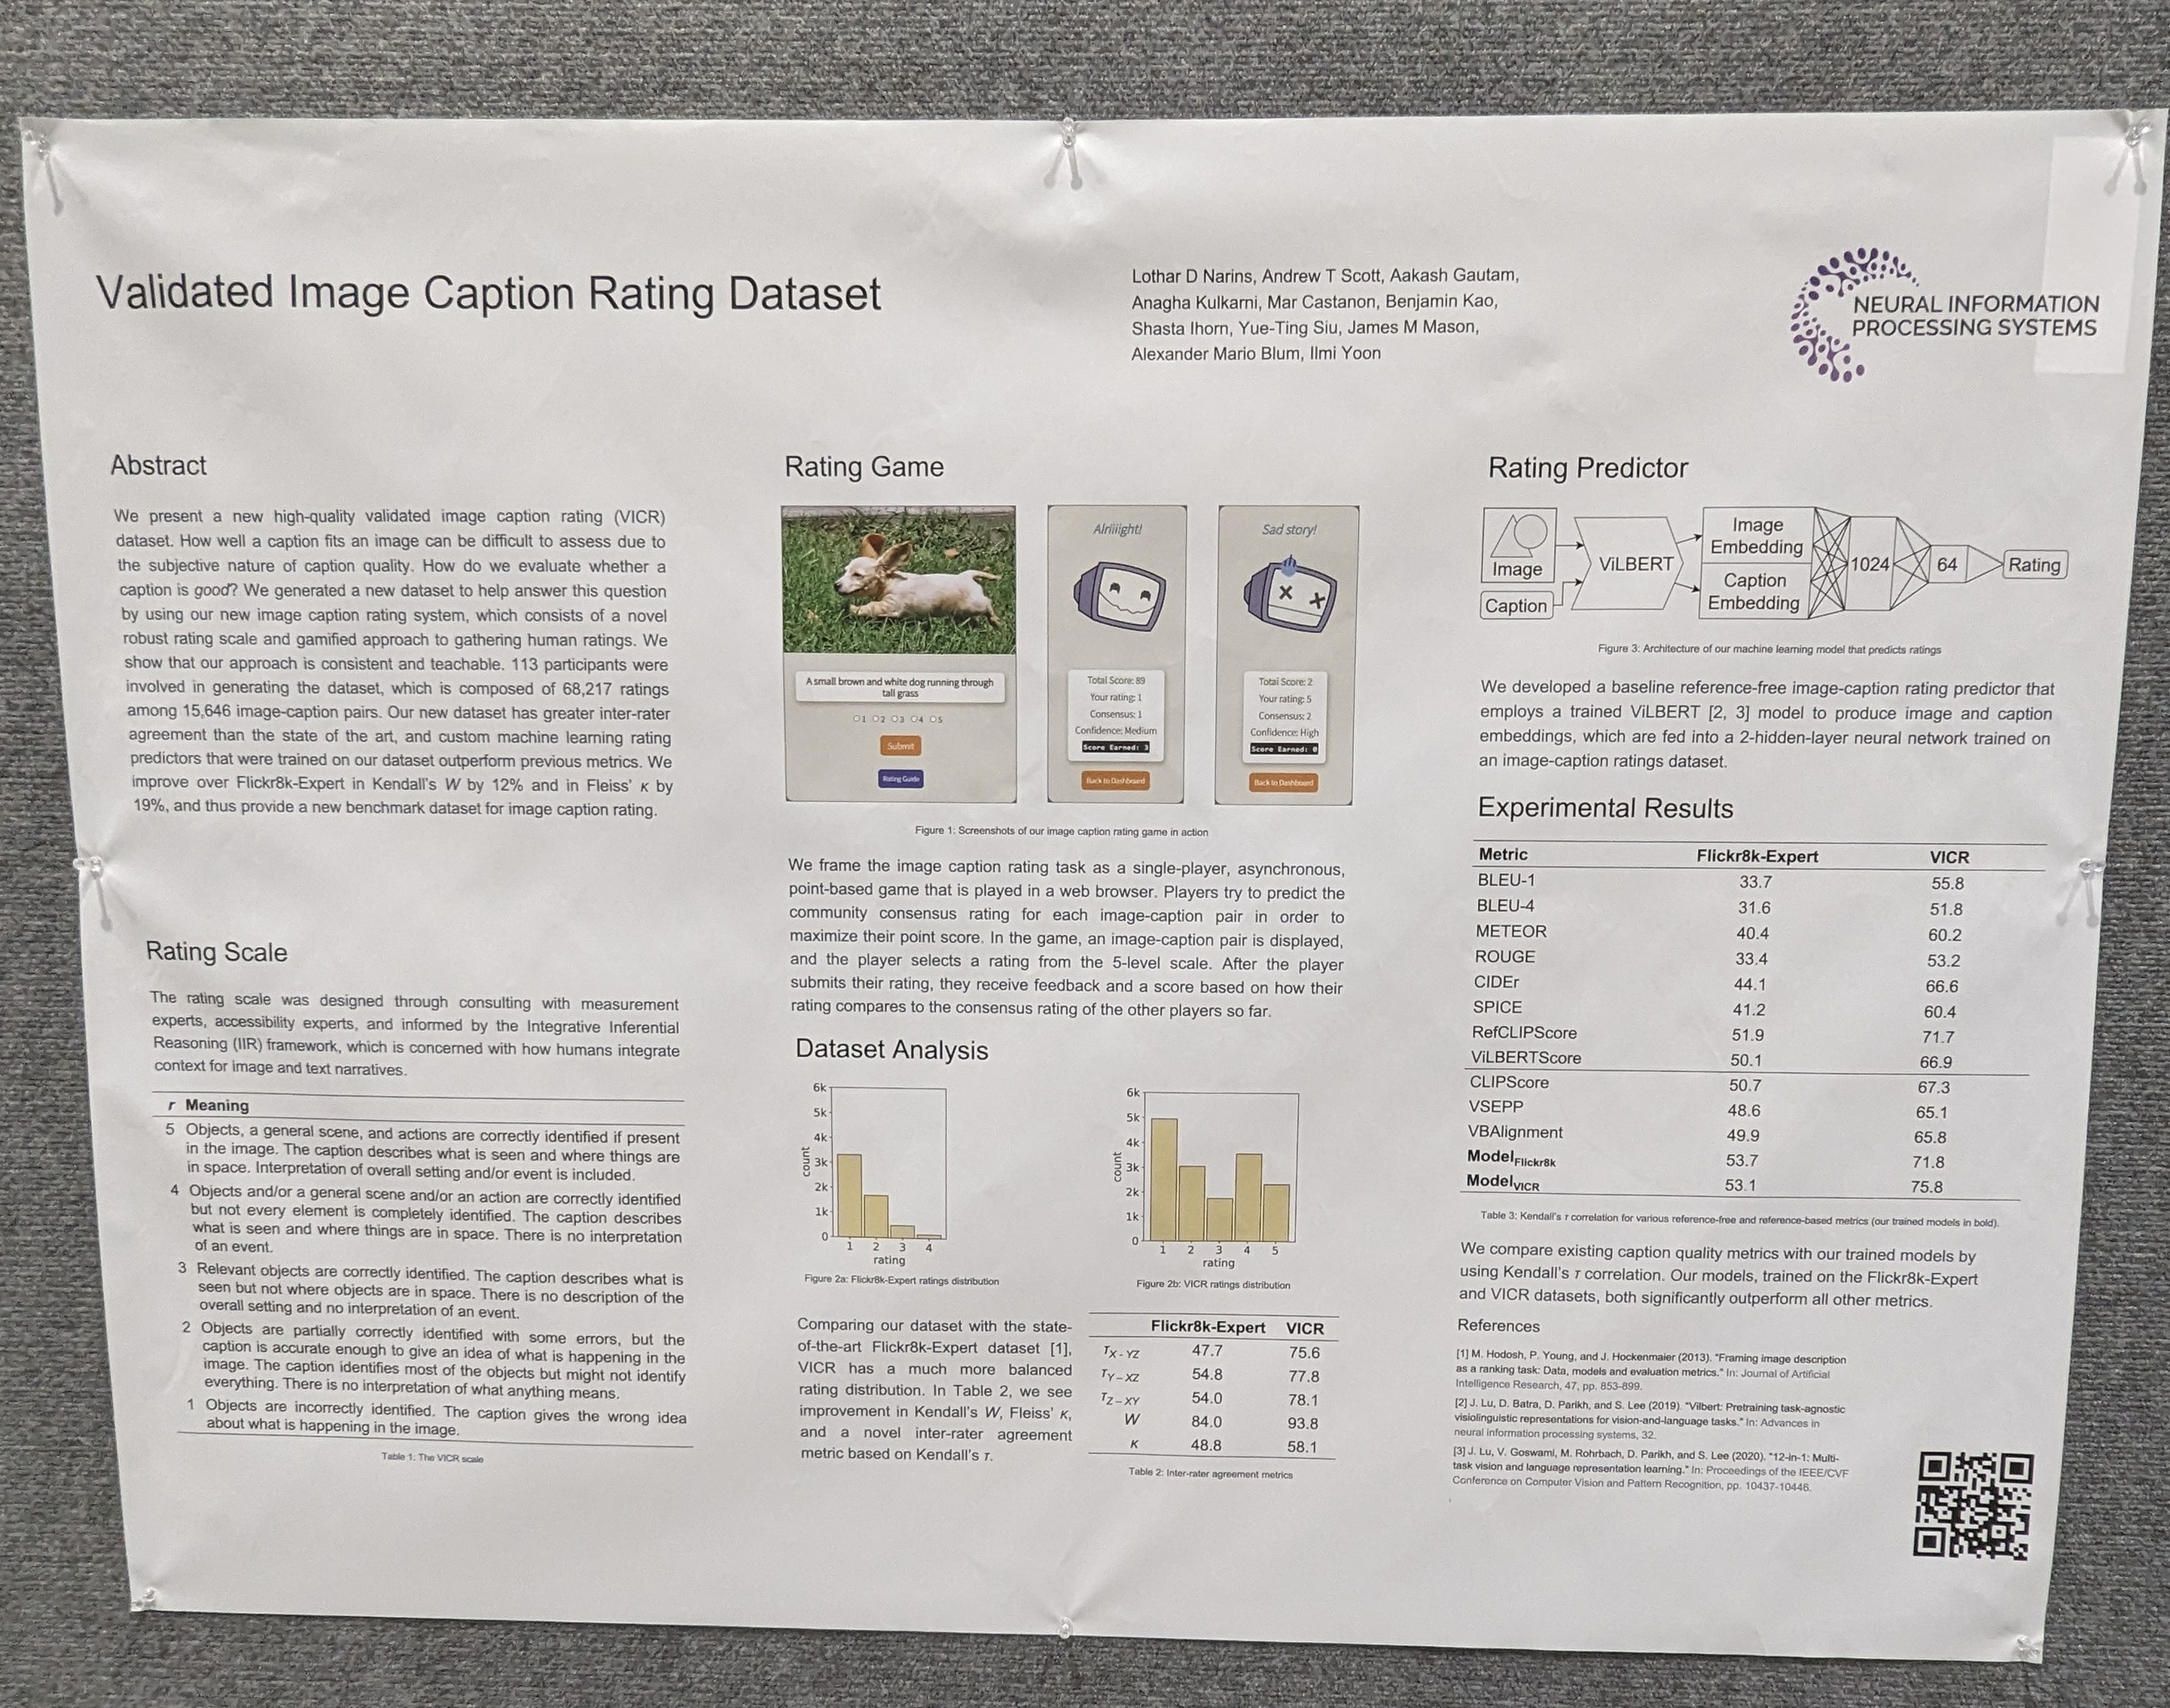 Validated Image Caption Rating Dataset
Lothar D Narins, Andrew T Scott, Aakash Gautam,
Anagha Kulkarni, Mar Castanon, Benjamin Kao,
Shasta Ihorn, Yue-Ting Siu, James M Mason,
Alexander Mario Blum, Ilmi Yoon
NEURAL INFORMATION
PROCESSING SYSTEMS
Abstract
We present a new high-quality validated image caption rating (VICR)
dataset. How well a caption fits an image can be difficult to assess due to
the subjective nature of caption quality. How do we evaluate whether a
caption is good? We generated a new dataset to help answer this question
by using our new image caption rating system, which consists of a novel
robust rating scale and gamified approach to gathering human ratings. We
show that our approach is consistent and teachable. 113 participants were
involved in generating the dataset, which is composed of 68,217 ratings
among 15,646 image-caption pairs. Our new dataset has greater inter-rater
agreement than the state of the art, and custom machine learning rating
predictors that were trained on our dataset outperform previous metrics. We
improve over Flickr8k-Expert in Kendall's W by 12% and in Fleiss' κ by
19%, and thus provide a new benchmark dataset for image caption rating.
Rating Scale
The rating scale was designed through consulting with measurement
experts, accessibility experts, and informed by the Integrative Inferential
Reasoning (IIR) framework, which is concerned with how humans integrate
context for image and text narratives.
r Meaning
5 Objects, a general scene, and actions are correctly identified if present
in the image. The caption describes what is seen and where things are
in space. Interpretation of overall setting and/or event is included.
4 Objects and/or a general scene and/or an action are correctly identified
but not every element is completely identified. The caption describes
what is seen and where things are in space. There is no interpretation
of an event.
3 Relevant objects are correctly identified. The caption describes what is
seen but not where objects are in space. There is no description of the
overall setting and no interpretation of an event.
2 Objects are partially correctly identified with some errors, but the
caption is accurate enough to give an idea of what is happening in the
image. The caption identifies most of the objects but might not identify
everything. There is no interpretation of what anything means.
1 Objects are incorrectly identified. The caption gives the wrong idea
about what is happening in the image.
Table 1: The VICR scale
Rating Game
A small brown and white dog running through
tall grass
1 2 3 4 5
Submit
Rating Guide
Alriiiight!
Total Score: 89
Your rating: 1
Consensus: 1
Confidence: Medium
Score Earned: 3
Back to Dashboard
Sad story!
Total Score: 2
Your rating: 5
Consensus: 2
Confidence: High
Score Earned: 0
Back to Dashboard
Figure 1: Screenshots of our image caption rating game in action
We frame the image caption rating task as a single-player, asynchronous,
point-based game that is played in a web browser. Players try to predict the
community consensus rating for each image-caption pair in order to
maximize their point score. In the game, an image-caption pair is displayed,
and the player selects a rating from the 5-level scale. After the player
submits their rating, they receive feedback and a score based on how their
rating compares to the consensus rating of the other players so far.
Dataset Analysis
6k
5k
4k
3k
2k
1k
0
count
1 2 3 4
rating
Figure 2a: Flickr8k-Expert ratings distribution
6k
5k
4k
3k
2k
1k
0
count
1 2 3 4 5
rating
Figure 2b: VICR ratings distribution
Comparing our dataset with the state-
of-the-art Flickr8k-Expert dataset [1],
VICR has a much more balanced
rating distribution. In Table 2, we see
improvement in Kendall's W, Fleiss' κ,
and a novel inter-rater agreement
metric based on Kendall's τ.
Flickr8k-Expert VICR
τX-YZ 47.7 75.6
τY-XZ 54.8 77.8
τZ-XY 54.0 78.1
W 84.0 93.8
κ 48.8 58.1
Table 2: Inter-rater agreement metrics
Rating Predictor
Image
Caption
ViLBERT
Image
Embedding
Caption
Embedding
1024
64
Rating
Figure 3: Architecture of our machine learning model that predicts ratings
We developed a baseline reference-free image-caption rating predictor that
employs a trained ViLBERT [2, 3] model to produce image and caption
embeddings, which are fed into a 2-hidden-layer neural network trained on
an image-caption ratings dataset.
Experimental Results
Metric Flickr8k-Expert VICR
BLEU-1 33.7 55.8
BLEU-4 31.6 51.8
METEOR 40.4 60.2
ROUGE 33.4 53.2
CIDEr 44.1 66.6
SPICE 41.2 60.4
RefCLIPScore 51.9 71.7
ViLBERTScore 50.1 66.9
CLIPScore 50.7 67.3
VSEPP 48.6 65.1
VBAlignment 49.9 65.8
ModelFlickr8k 53.7 71.8
ModelVICR 53.1 75.8
Table 3: Kendall's τ correlation for various reference-free and reference-based metrics (our trained models in bold).
We compare existing caption quality metrics with our trained models by
using Kendall's τ correlation. Our models, trained on the Flickr8k-Expert
and VICR datasets, both significantly outperform all other metrics.
References
[1] M. Hodosh, P. Young, and J. Hockenmaier (2013). "Framing image description
as a ranking task: Data, models and evaluation metrics." In: Journal of Artificial
Intelligence Research, 47, pp. 853-899.
[2] J. Lu, D. Batra, D. Parikh, and S. Lee (2019). "Vilbert: Pretraining task-agnostic
visiolinguistic representations for vision-and-language tasks." In: Advances in
neural information processing systems, 32.
[3] J. Lu, V. Goswami, M. Rohrbach, D. Parikh, and S. Lee (2020). "12-in-1: Multi-
task vision and language representation learning." In: Proceedings of the IEEE/CVF
Conference on Computer Vision and Pattern Recognition, pp. 10437-10446.